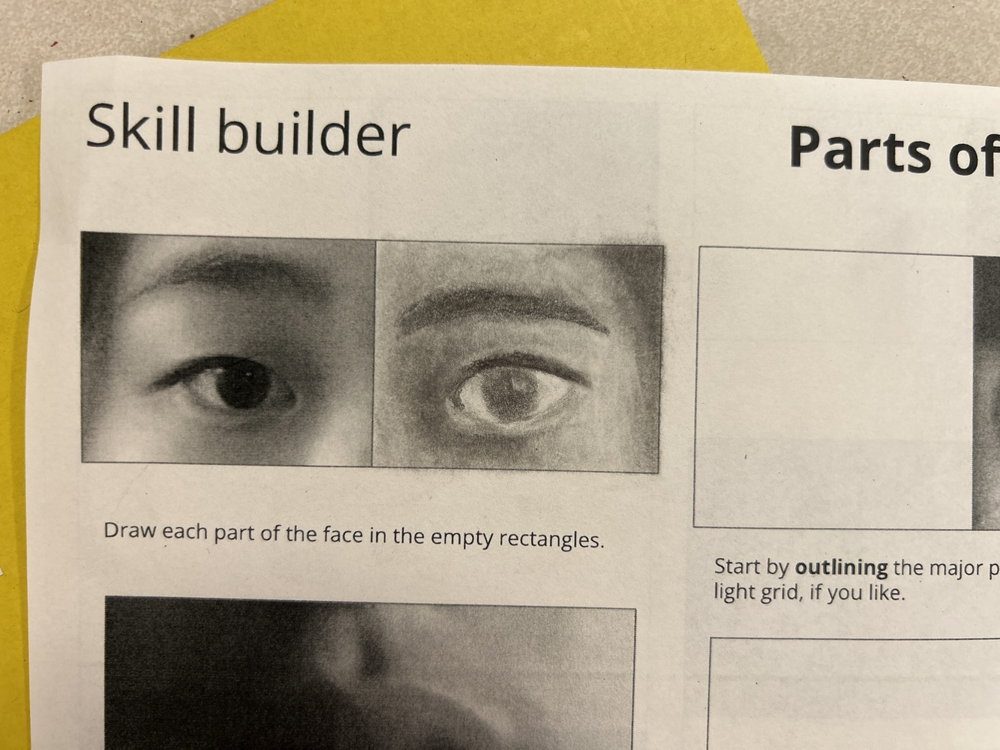 Skill builder
Parts of
Draw each part of the face in the empty rectangles.
Start by outlining the major p
light grid, if you like.